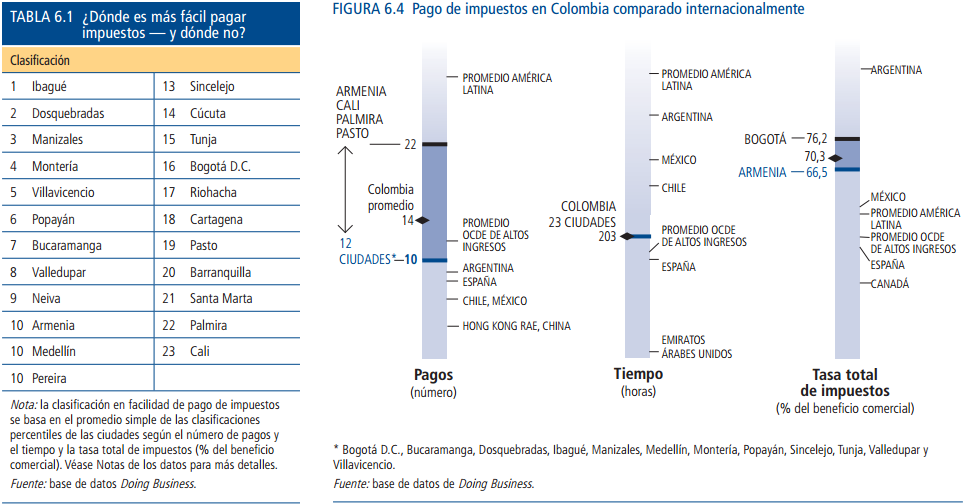 TABLA 6.1 ¿Dónde es más fácil pagar
impuestos — y dónde no?
Clasificación
1 Ibagué 13 Sincelejo
2 Dosquebradas 14 Cúcuta
3 Manizales 15 Tunja
4 Montería 16 Bogotá D.C.
5 Villavicencio 17 Riohacha
6 Popayán 18 Cartagena
7 Bucaramanga 19 Pasto
8 Valledupar 20 Barranquilla
9 Neiva 21 Santa Marta
10 Armenia 22 Palmira
10 Medellín 23 Cali
10 Pereira
Nota: la clasificación en facilidad de pago de impuestos
se basa en el promedio simple de las clasificaciones
percentiles de las ciudades según el número de pagos y
el tiempo y la tasa total de impuestos (% del beneficio
comercial). Véase Notas de los datos para más detalles.
Fuente: base de datos Doing Business.
FIGURA 6.4 Pago de impuestos en Colombia comparado internacionalmente
PROMEDIO AMÉRICA
LATINA
ARMENIA
CALI
PALMIRA
PASTO
22
Colombia
promedio
14
PROMEDIO
OCDE DE ALTOS
INGRESOS
12
CIUDADES*
10
ARGENTINA
ESPAÑA
CHILE, MÉXICO
HONG KONG RAE, CHINA
Pagos
(número)
PROMEDIO AMÉRICA
LATINA
ARGENTINA
MÉXICO
CHILE
COLOMBIA
23 CIUDADES
203
PROMEDIO OCDE
DE ALTOS INGRESOS
ESPAÑA
EMIRATOS
ÁRABES UNIDOS
Tiempo
(horas)
ARGENTINA
BOGOTÁ 76,2
70,3
ARMENIA 66,5
MÉXICO
PROMEDIO AMÉRICA
LATINA
PROMEDIO OCDE
DE ALTOS INGRESOS
ESPAÑA
CANADÁ
Tasa total
de impuestos
(% del beneficio comercial)
* Bogotá D.C., Bucaramanga, Dosquebradas, Ibagué, Manizales, Medellín, Montería, Popayán, Sincelejo, Tunja, Valledupar y
Villavicencio.
Fuente: base de datos de Doing Business.